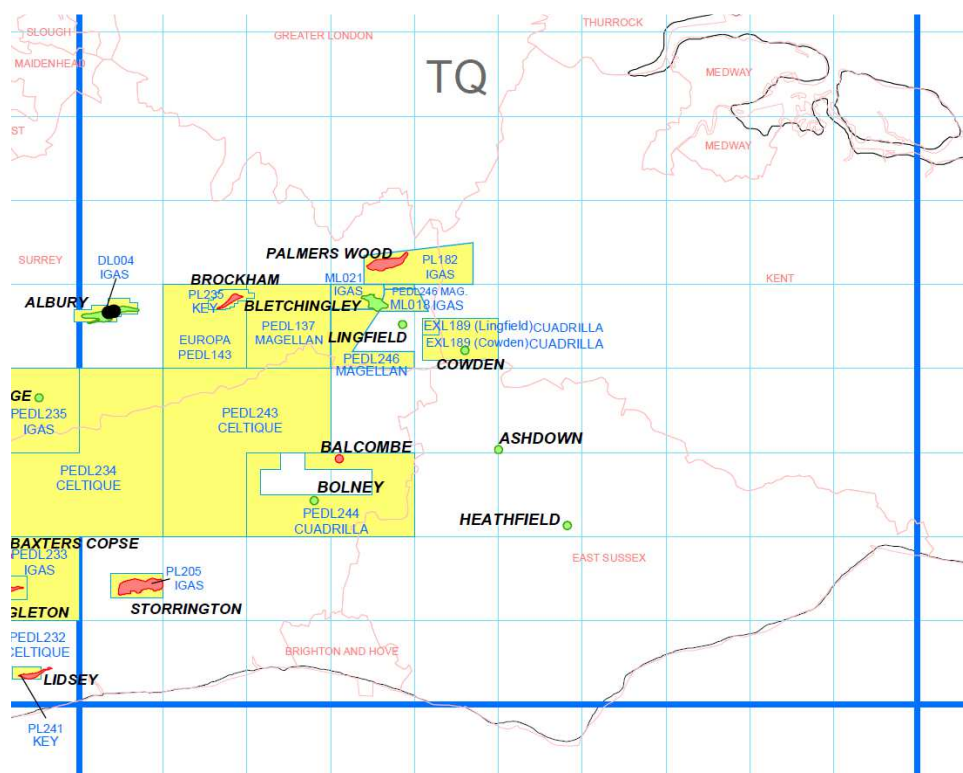 SLOUGH
GREATER LONDON
THURROCK
MAIDENHEAD
TQ
MEDWAY
ST
MEDWAY
PALMERS WOOD
SURREY
DL004
IGAS
PL182
IGAS
KENT
BROCKHAM
ML021
IGAS
PEDL246 MAG.
ALBURY
PL235
KEY
BLETCHINGLEY
ML018 IGAS
EUROPA
PEDL143
PEDL137
MAGELLAN
LINGFIELD
EXL189 (Lingfield) CUADRILLA
EXL189 (Cowden) CUADRILLA
PEDL246
MAGELLAN
COWDEN
GE
PEDL235
IGAS
PEDL243
CELTIQUE
ASHDOWN
BALCOMBE
PEDL234
CELTIQUE
BOLNEY
PEDL244
CUADRILLA
HEATHFIELD
BAXTERS COPSE
PEDL233
IGAS
EAST SUSSEX
PL205
IGAS
GLETON
STORRINGTON
PEDL232
CELTIQUE
BRIGHTON AND HOVE
LIDSEY
PL241
KEY